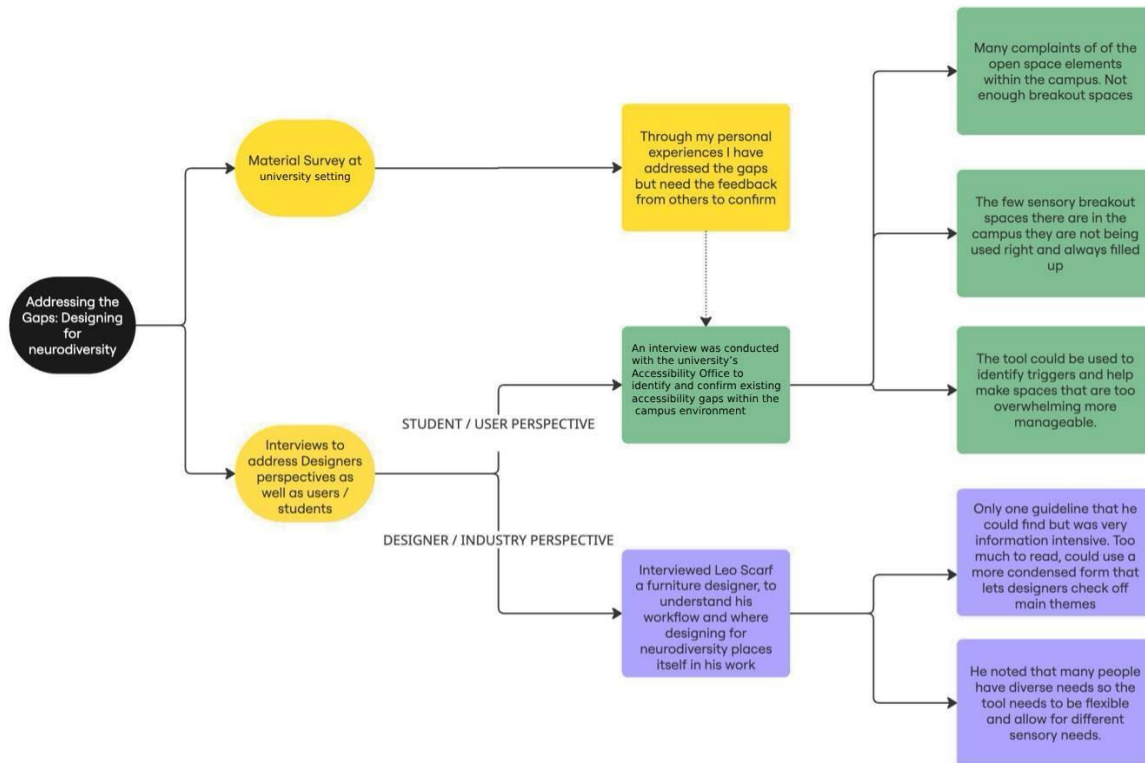 Addressing the
Gaps: Designing
for
neurodiversity
Material Survey at
university setting
Through my personal
experiences I have
addressed the gaps
but need the feedback
from others to confirm
Interviews to
address Designers
perspectives as
well as users /
students
STUDENT / USER PERSPECTIVE
An interview was conducted
with the university’s
Accessibility Office to
identify and confirm existing
accessibility gaps within the
campus environment
Many complaints of of the
open space elements
within the campus. Not
enough breakout spaces
The few sensory breakout
spaces there are in the
campus they are not being
used right and always filled
up
The tool could be used to
identify triggers and help
make spaces that are too
overwhelming more
manageable.
DESIGNER / INDUSTRY PERSPECTIVE
Interviewed Leo Scarf
a furniture designer, to
understand his
workflow and where
designing for
neurodiversity places
itself in his work
Only one guideline that he
could find but was very
information intensive. Too
much to read, could use a
more condensed form that
lets designers check off
main themes
He noted that many people
have diverse needs so the
tool needs to be flexible
and allow for different
sensory needs.